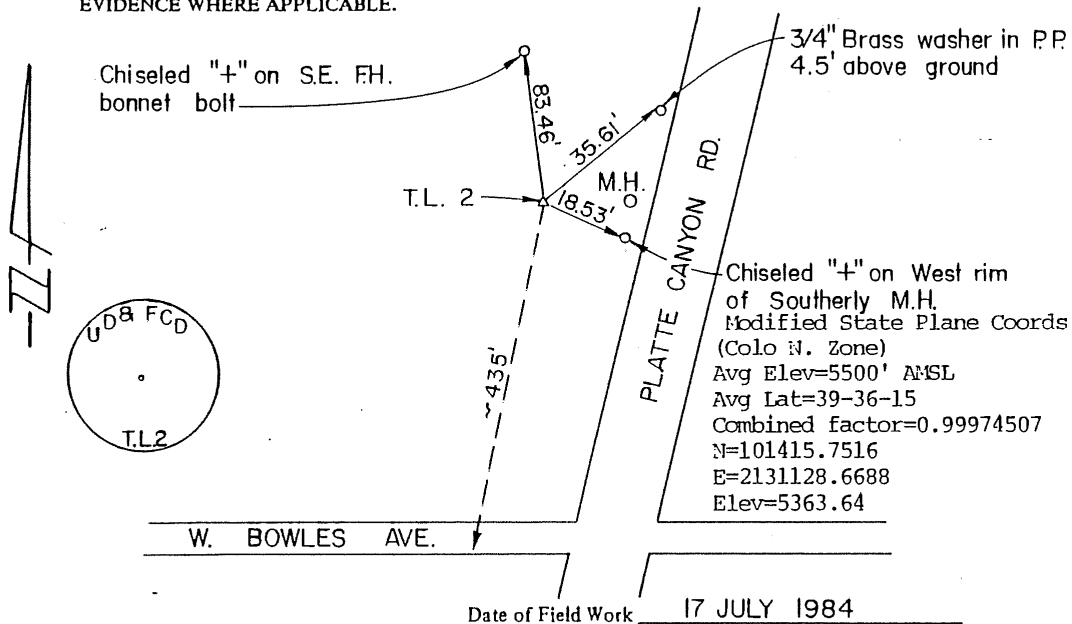 EVIDENCE WHERE APPLICABLE.
3/4" Brass washer in P.P.
4.5' above ground
Chiseled "+" on S.E. F.H.
bonnet bolt
83.46'
35.61'
M.H.
T.L. 2
18.53'
PLATTE CANYON RD.
Chiseled "+" on West rim
of Southerly M.H.
Modified State Plane Coords
(Colo N. Zone)
Avg Elev=5500' AMSL
Avg Lat=39-36-15
Combined factor=0.99974507
N=101415.7516
E=2131128.6688
Elev=5363.64
N
UD& FCD
T.L.2
~435'
W. BOWLES AVE.
Date of Field Work 17 JULY 1984